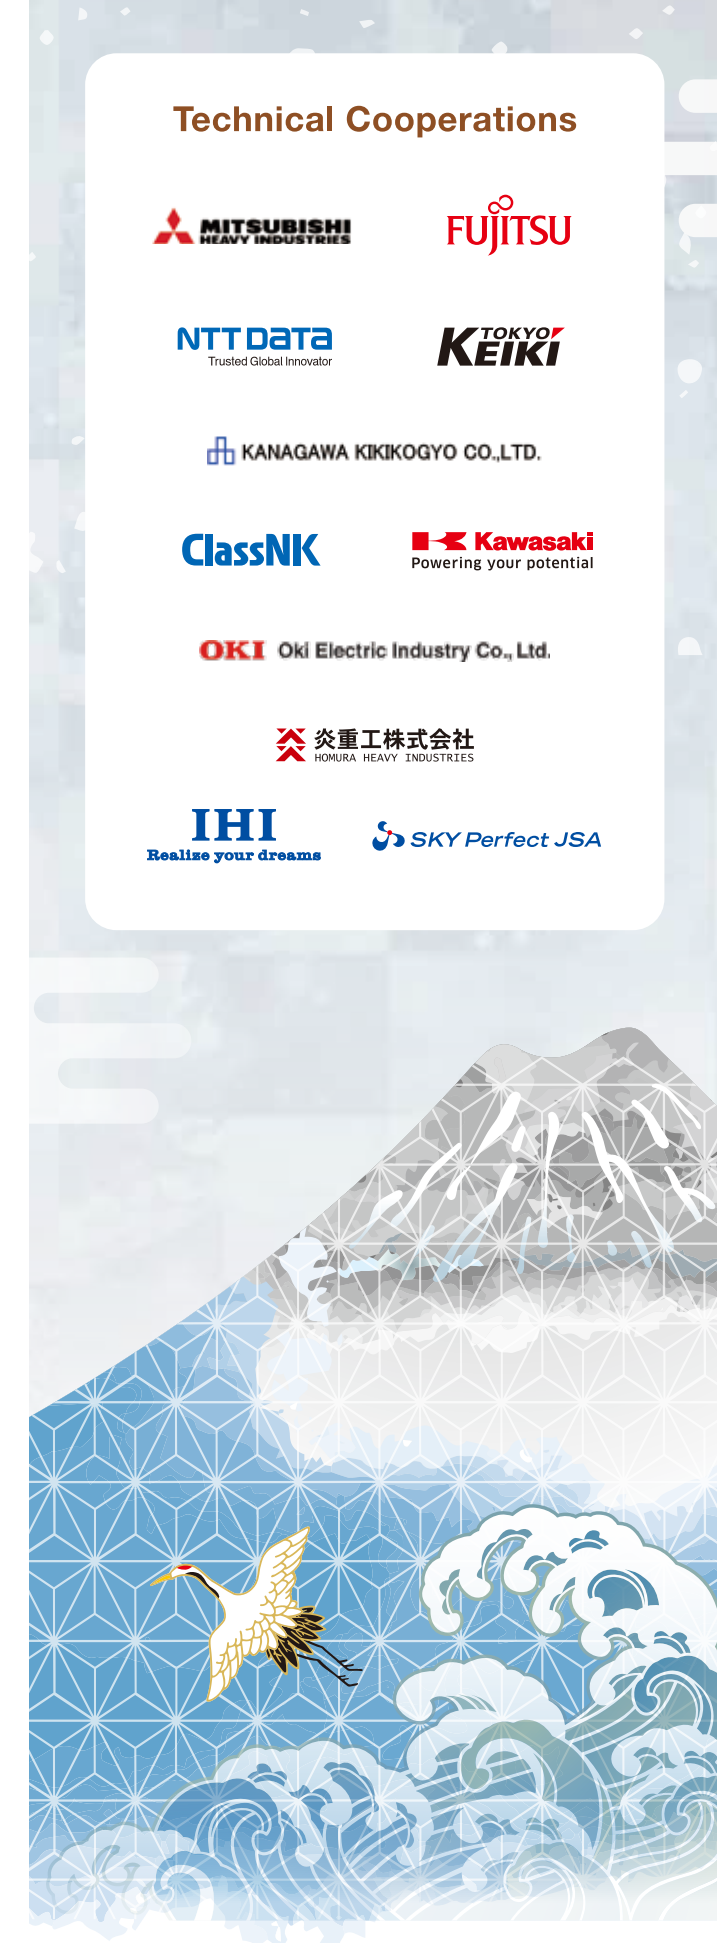 Technical Cooperations
MITSUBISHI
HEAVY INDUSTRIES
FUJITSU
NTT DATA
Trusted Global Innovator
TOKYO
KEIKI
KANAGAWA KIKIKOGYO CO.,LTD.
ClassNK
Kawasaki
Powering your potential
OKI Oki Electric Industry Co., Ltd.
炎重工株式会社
HOMURA HEAVY INDUSTRIES
IHI
Realize your dreams
SKY Perfect JSA